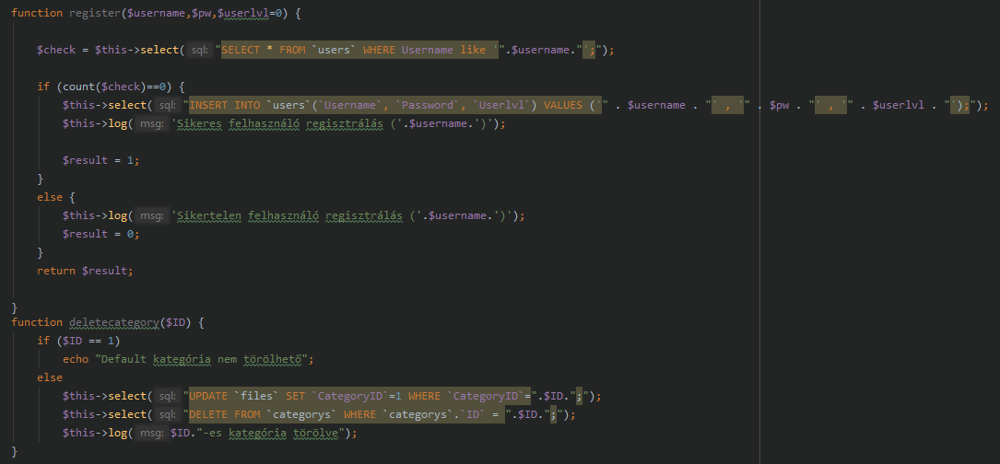 function register($username,$pw,$userlvl=0) {
$check = $this->select( sql: "SELECT * FROM `users` WHERE Username like '".$username."';");
if (count($check)==0) {
$this->select( sql: "INSERT INTO `users`(`Username`, `Password`, `Userlvl`) VALUES ('" . $username . "' , '" . $pw . "' , '" . $userlvl . "');");
$this->log( msg: 'Sikeres felhasználó regisztrálás ('.$username.')');
$result = 1;
}
else {
$this->log( msg: 'Sikertelen felhasználó regisztrálás ('.$username.')');
$result = 0;
}
return $result;
}
function deletecategory($ID) {
if ($ID == 1)
echo "Default kategória nem törölhető";
else
$this->select( sql: "UPDATE `files` SET `CategoryID`=1 WHERE `CategoryID`=".$ID.";");
$this->select( sql: "DELETE FROM `categorys` WHERE `categorys`.`ID` = ".$ID.";");
$this->log( msg: $ID."-es kategória törölve");
}